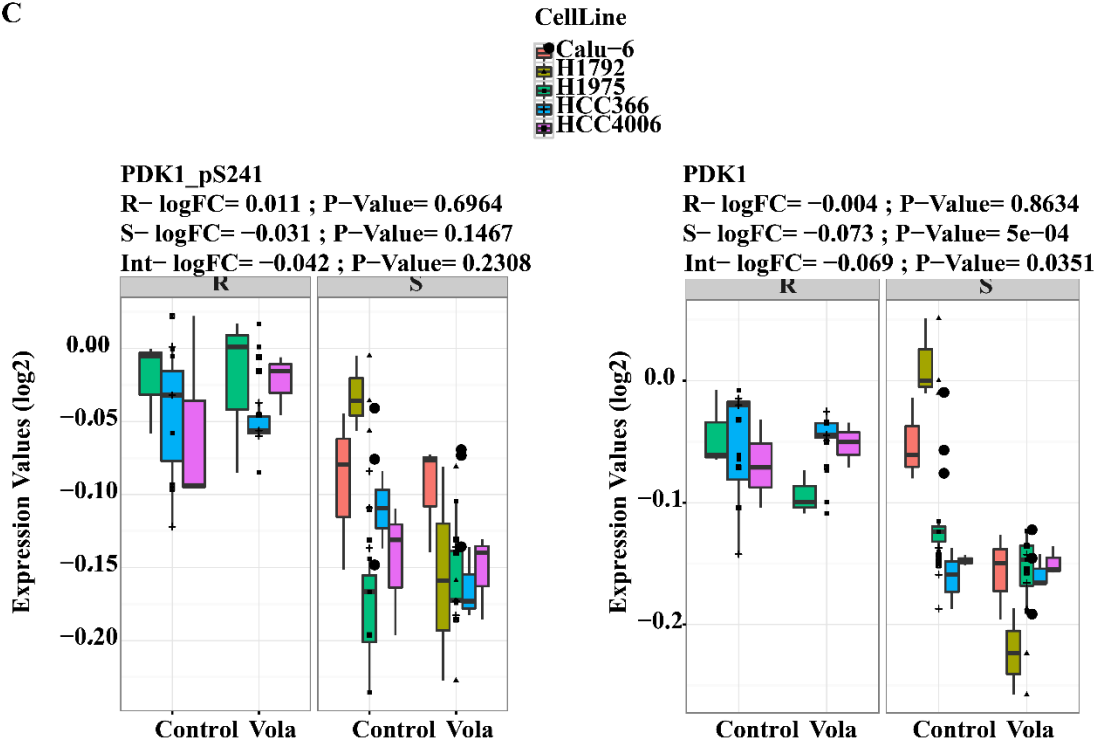 C
CellLine
Calu−6
H1792
H1975
HCC366
HCC4006
PDK1_pS241
R− logFC= 0.011 ; P−Value= 0.6964
S− logFC= −0.031 ; P−Value= 0.1467
Int− logFC= −0.042 ; P−Value= 0.2308
R S
Expression Values (log2)
0.00
−0.05
−0.10
−0.15
−0.20
Control Vola Control Vola
PDK1
R− logFC= −0.004 ; P−Value= 0.8634
S− logFC= −0.073 ; P−Value= 5e−04
Int− logFC= −0.069 ; P−Value= 0.0351
R S
Expression Values (log2)
0.0
−0.1
−0.2
Control Vola Control Vola